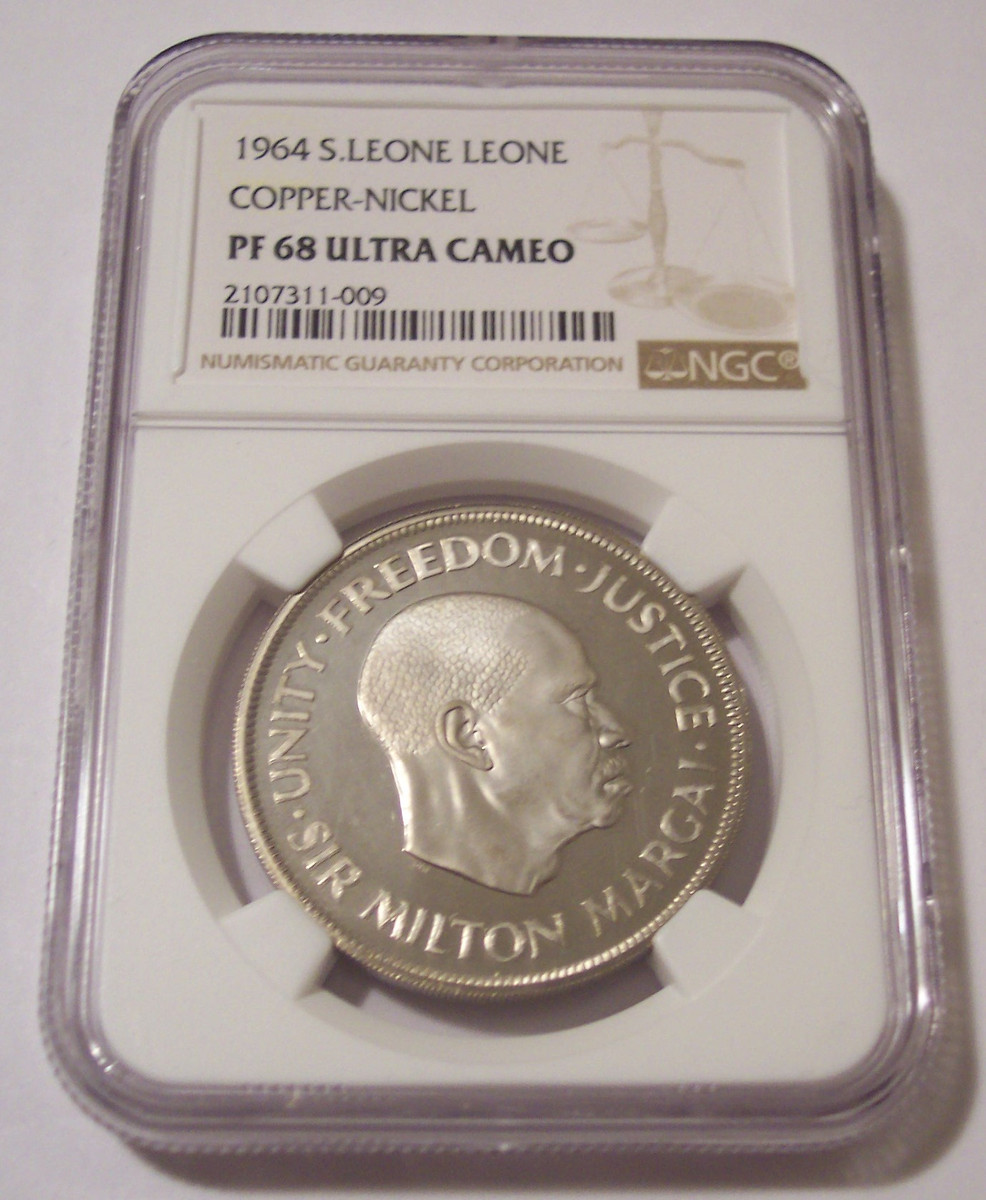 1964 S.LEONE LEONE
COPPER-NICKEL
PF 68 ULTRA CAMEO
2107311-009
NUMISMATIC GUARANTY CORPORATION
NGC®
·UNITY·FREEDOM·JUSTICE·
SIR MILTON MARGAI